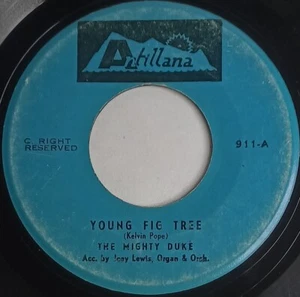 Antillana
C RIGHT
RESERVED
911-A
YOUNG FIG TREE
(Kelvin Pope)
THE MIGHTY DUKE
Acc. by Joey Lewis, Organ & Orch.